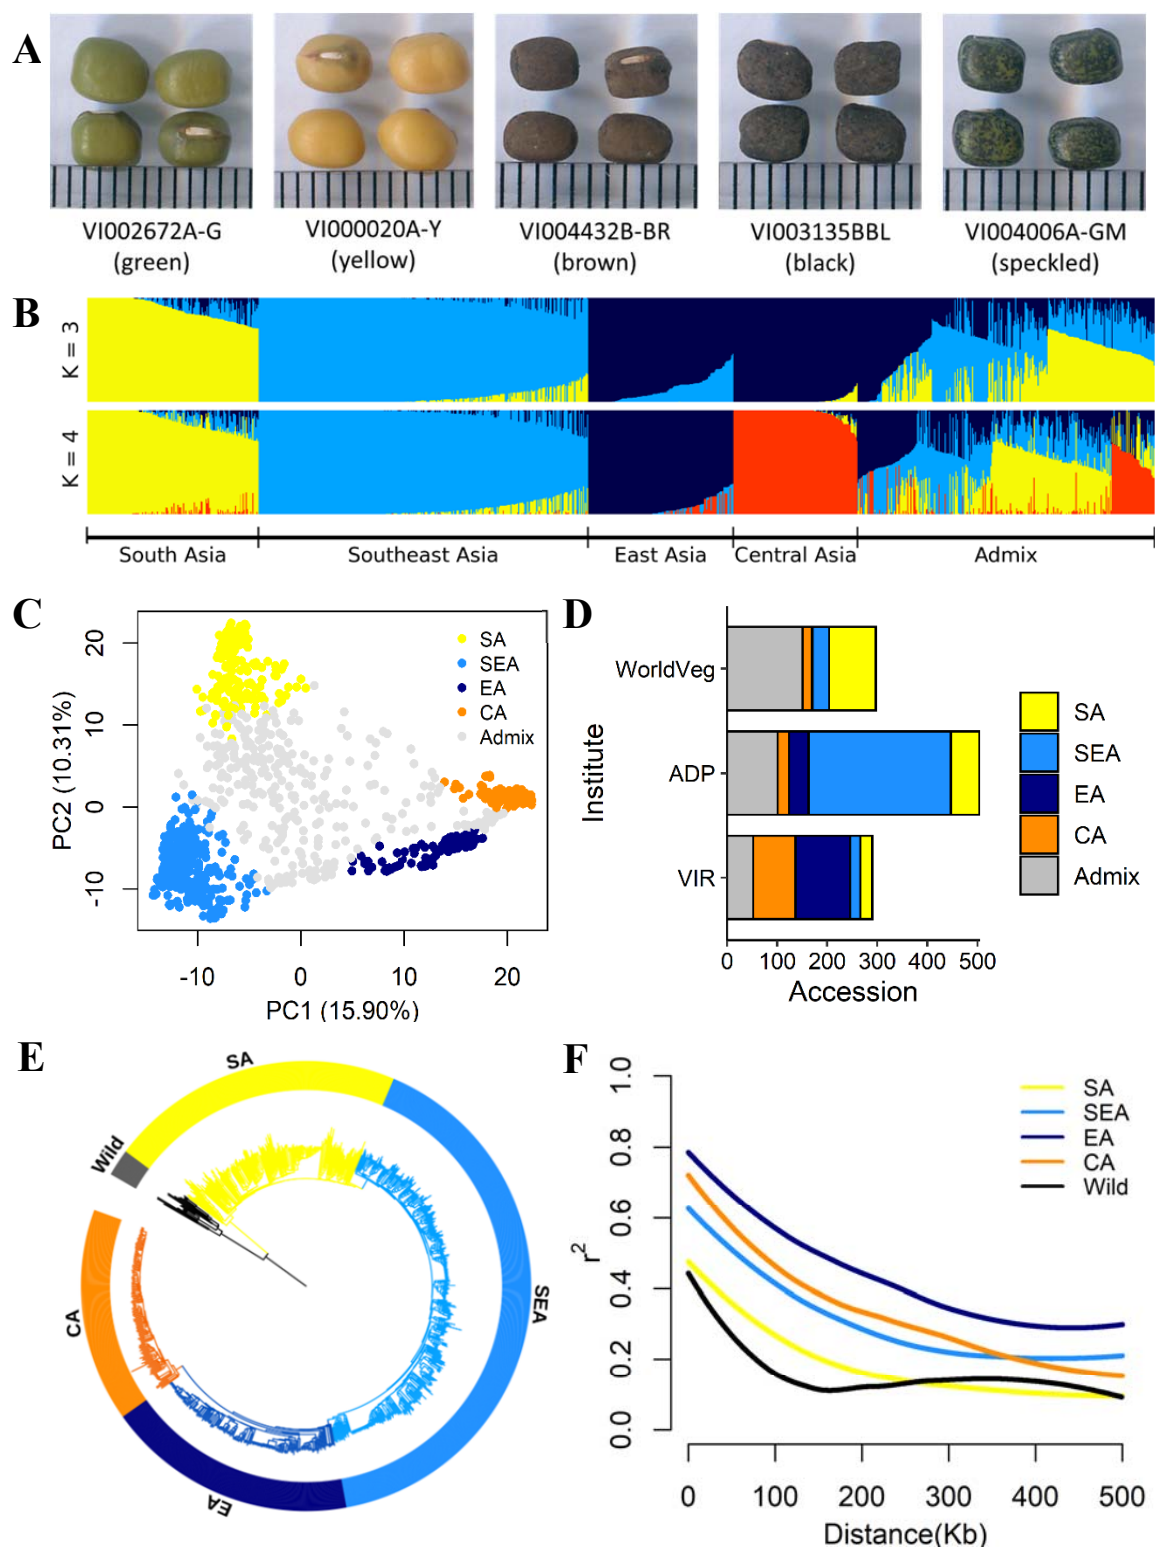 A
VI002672A-G
(green)
VI000020A-Y
(yellow)
VI004432B-BR
(brown)
VI003135BBL
(black)
VI004006A-GM
(speckled)
B
K = 3
K = 4
South Asia
Southeast Asia
East Asia
Central Asia
Admix
C
PC2 (10.31%)
20
10
0
-10
-10
0
10
20
PC1 (15.90%)
SA
SEA
EA
CA
Admix
D
Institute
WorldVeg
ADP
VIR
0
100
200
300
400
500
Accession
SA
SEA
EA
CA
Admix
E
SA
Wild
CA
EA
SEA
F
r²
1.0
0.8
0.6
0.4
0.2
0.0
0
100
200
300
400
500
Distance(Kb)
SA
SEA
EA
CA
Wild